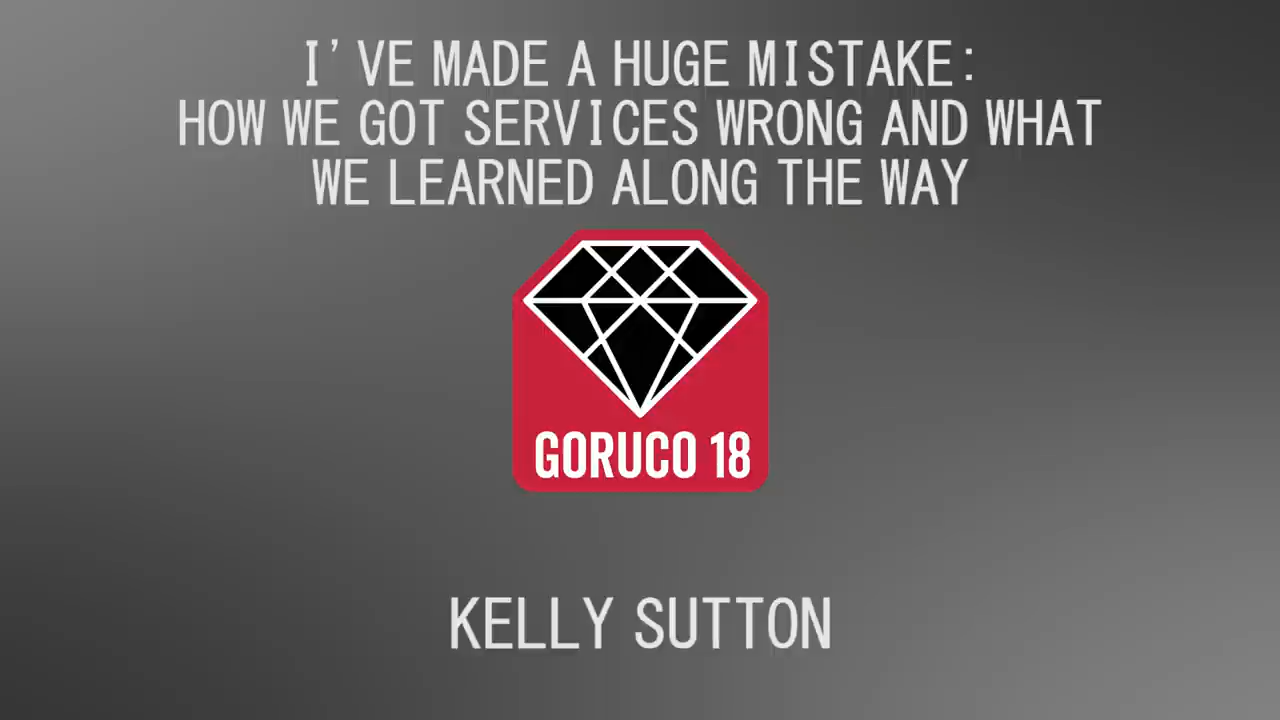 I'VE MADE A HUGE MISTAKE:
HOW WE GOT SERVICES WRONG AND WHAT
WE LEARNED ALONG THE WAY
GORUCO 18
KELLY SUTTON